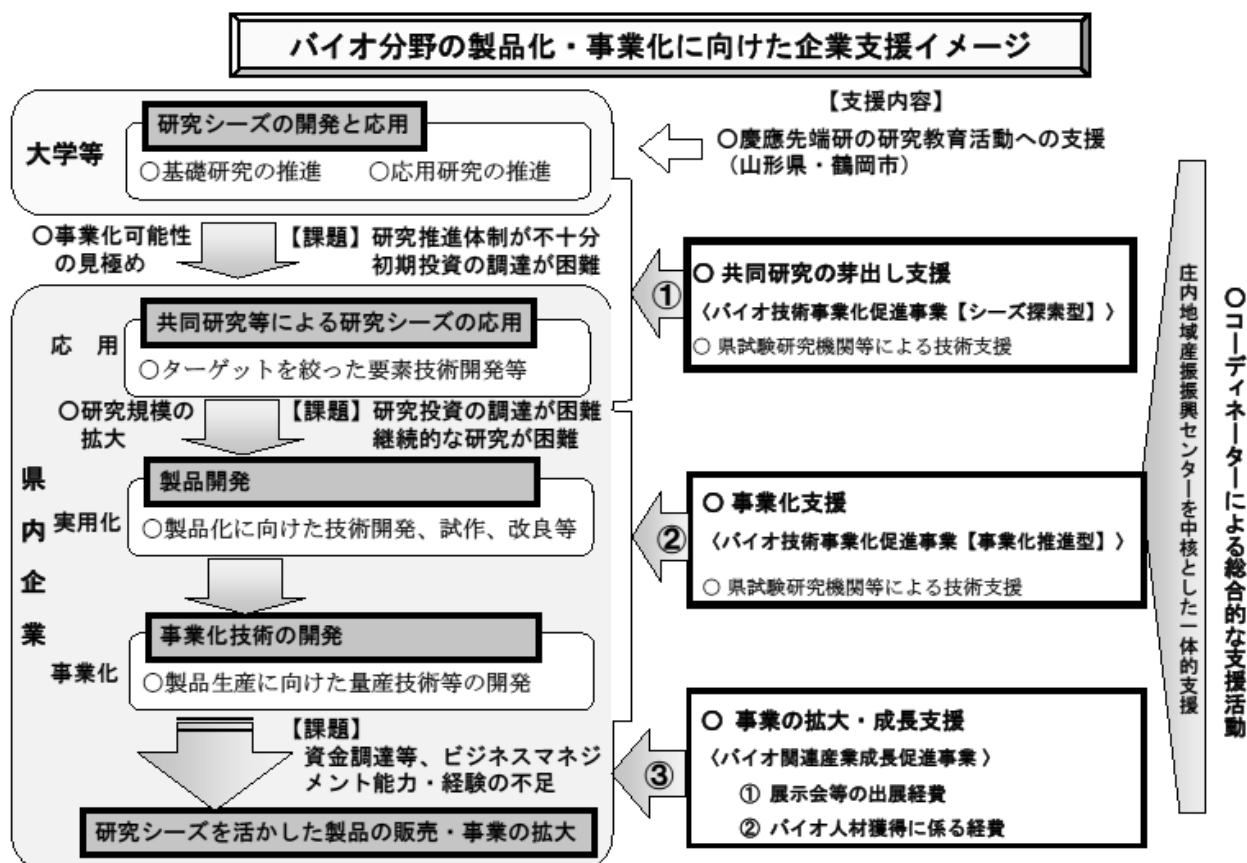 バイオ分野の製品化・事業化に向けた企業支援イメージ
【支援内容】
大学等
研究シーズの開発と応用
○基礎研究の推進 ○応用研究の推進
○慶應先端研の研究教育活動への支援
（山形県・鶴岡市）
○事業化可能性
の見極め
【課題】研究推進体制が不十分
初期投資の調達が困難
①
○ 共同研究の芽出し支援
〈バイオ技術事業化促進事業【シーズ探索型】〉
○ 県試験研究機関等による技術支援
県内企業
応 用
共同研究等による研究シーズの応用
○ターゲットを絞った要素技術開発等
○研究規模の
拡大
【課題】研究投資の調達が困難
継続的な研究が困難
実用化
製品開発
○製品化に向けた技術開発、試作、改良等
②
○ 事業化支援
〈バイオ技術事業化促進事業【事業化推進型】〉
○ 県試験研究機関等による技術支援
事業化
事業化技術の開発
○製品生産に向けた量産技術等の開発
【課題】
資金調達等、ビジネスマネジ
メント能力・経験の不足
③
○ 事業の拡大・成長支援
〈バイオ関連産業成長促進事業〉
① 展示会等の出展経費
② バイオ人材獲得に係る経費
研究シーズを活かした製品の販売・事業の拡大
庄内地域産振振興センターを中核とした一体的支援
○コーディネーターによる総合的な支援活動